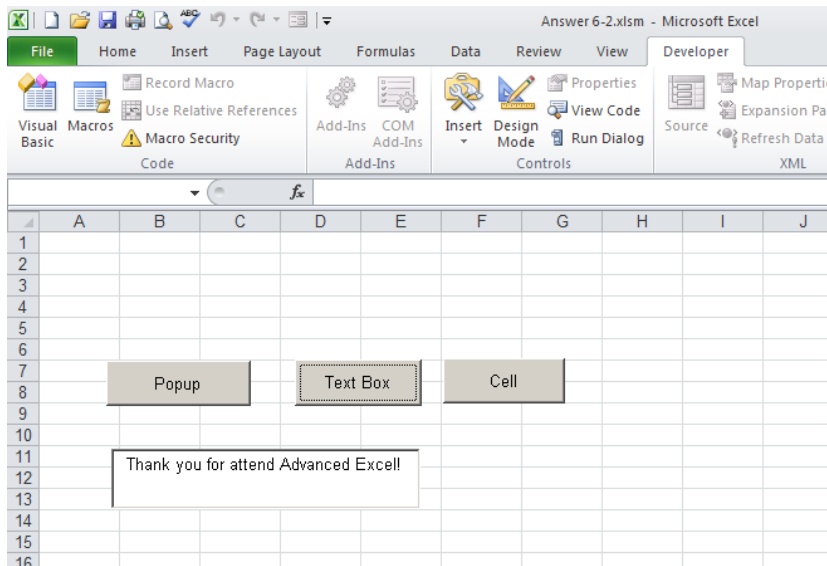 Answer 6-2.xlsm - Microsoft Excel
File Home Insert Page Layout Formulas Data Review View Developer
Visual Basic
Macros
Record Macro
Use Relative References
Macro Security
Code
Add-Ins
COM Add-Ins
Add-Ins
Insert
Design Mode
Properties
View Code
Run Dialog
Controls
Source
Map Properti
Expansion Pa
Refresh Data
XML
fx
A B C D E F G H I J
1
2
3
4
5
6
7
8
9
10
11
12
13
14
15
16
Popup Text Box Cell
Thank you for attend Advanced Excel!